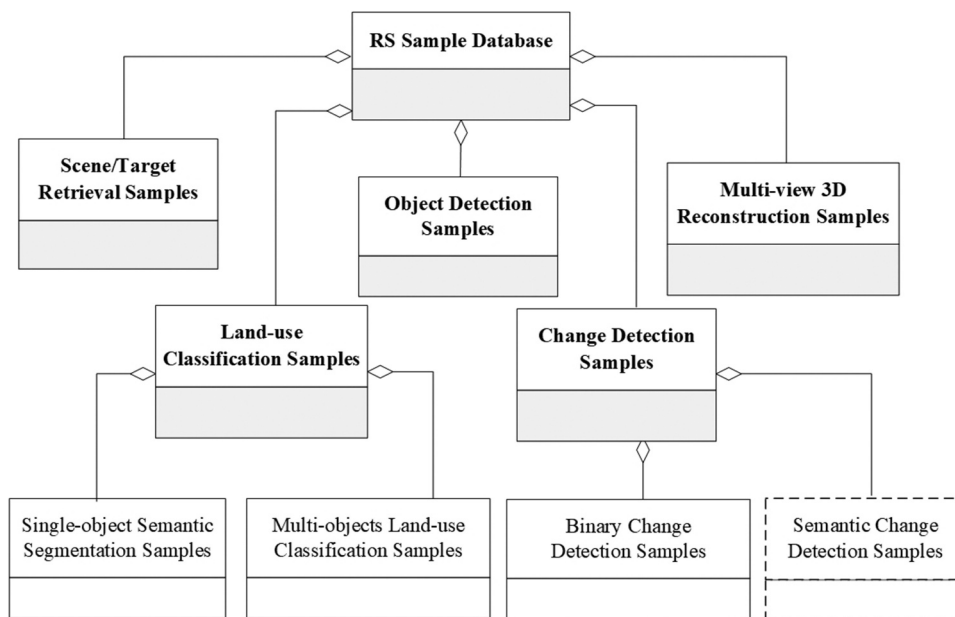 RS Sample Database
Scene/Target
Retrieval Samples
Object Detection
Samples
Multi-view 3D
Reconstruction Samples
Land-use
Classification Samples
Change Detection
Samples
Single-object Semantic
Segmentation Samples
Multi-objects Land-use
Classification Samples
Binary Change
Detection Samples
Semantic Change
Detection Samples